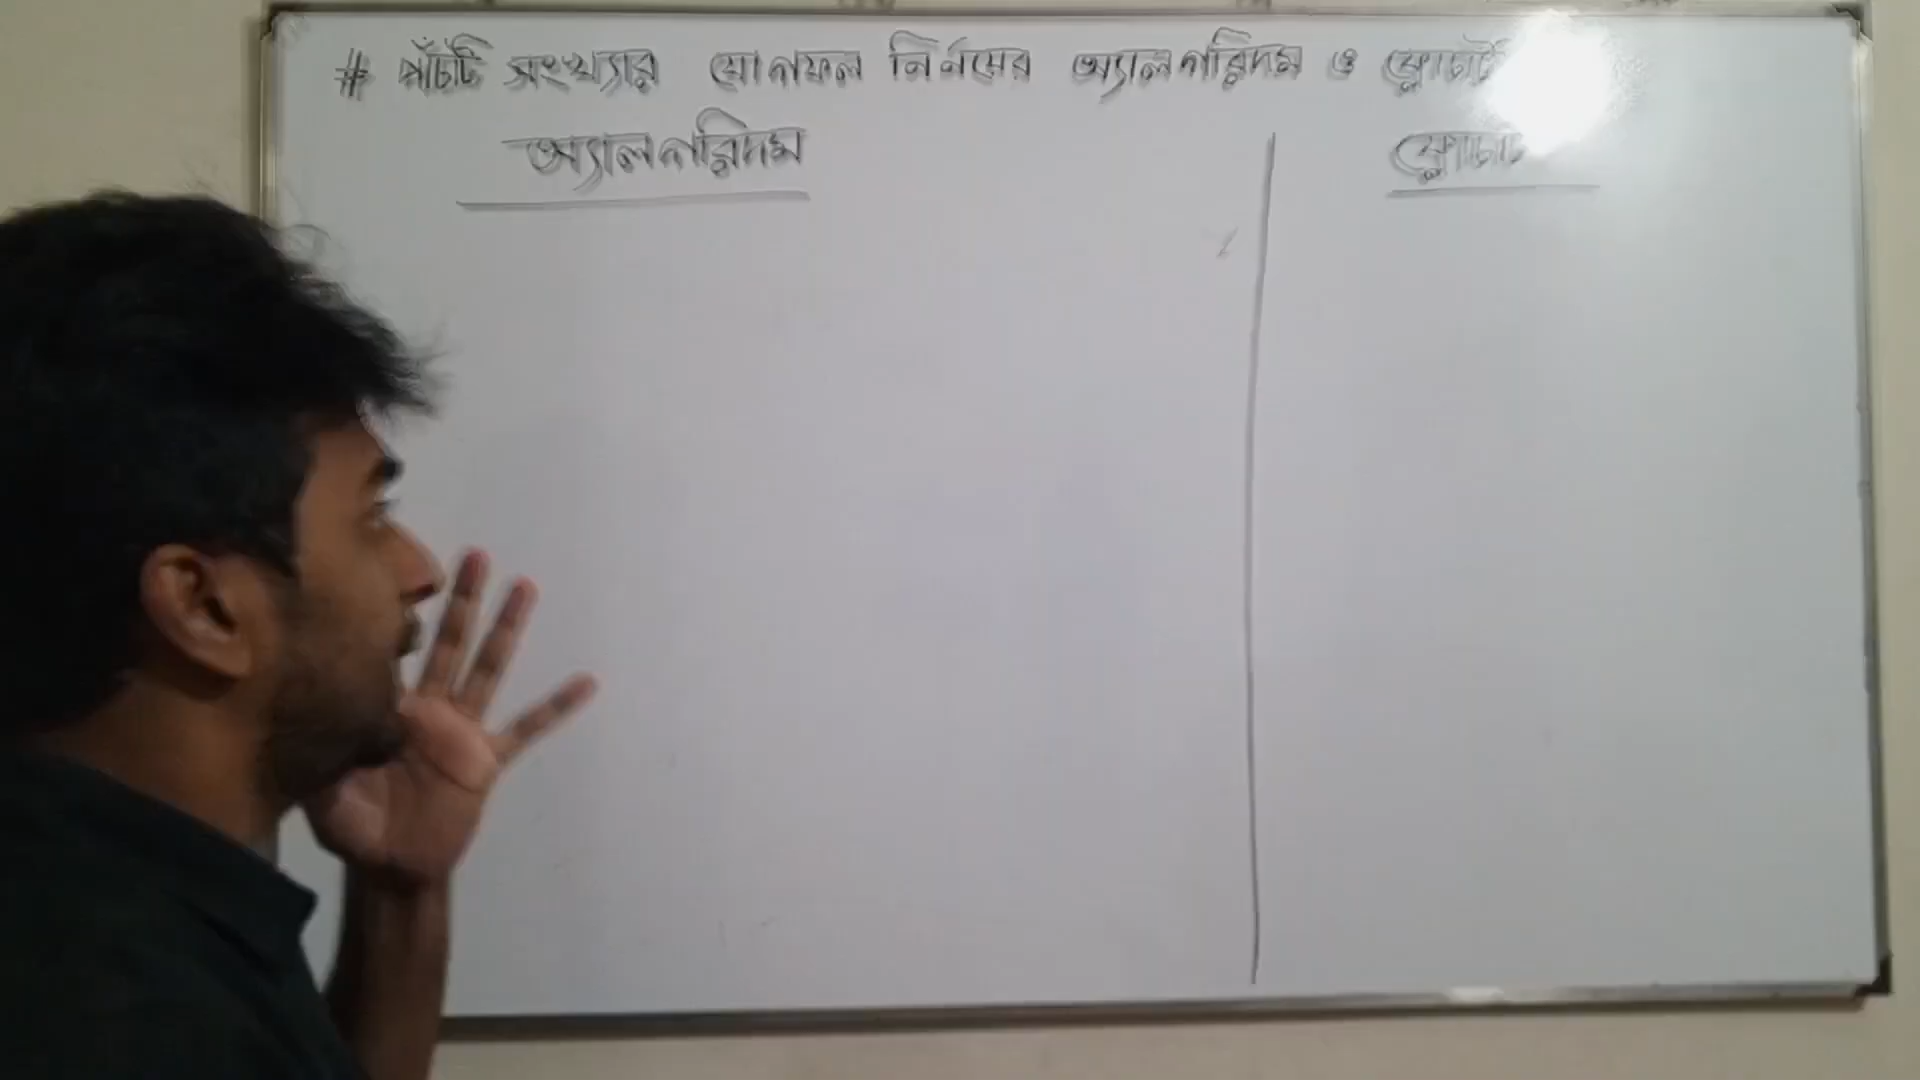 # পাঁচটি সংখ্যার যোগফল নির্ণয়ের অ্যালগরিদম ও ফ্লোচার্ট
অ্যালগরিদম
ফ্লোচার্ট